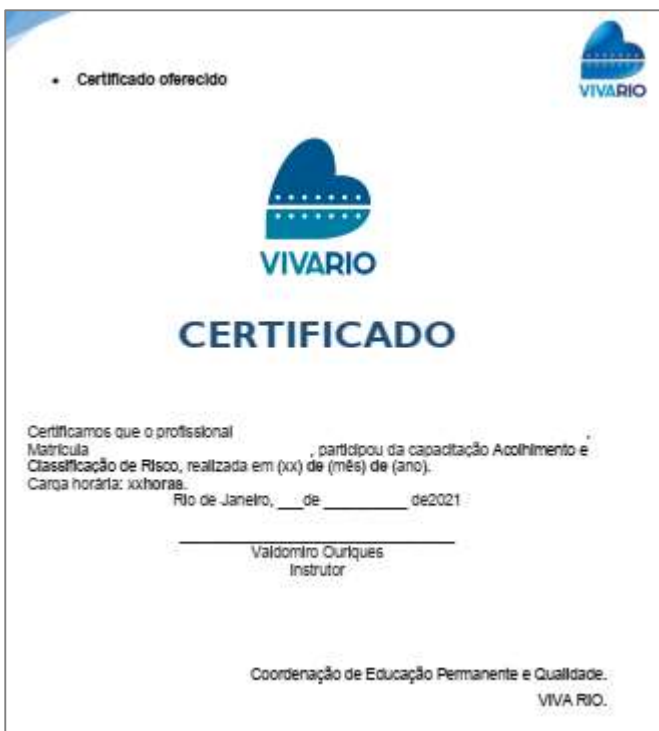 VIVARIO
• Certificado oferecido
VIVARIO
CERTIFICADO
Certificamos que o profissional ,
Matricula , participou da capacitação Acolhimento e
Classificação de Risco, realizada em (xx) de (mês) de (ano).
Carga horária: xxhoras.
Rio de Janeiro, ___de __________ de2021
Valdomiro Ouriques
Instrutor
Coordenação de Educação Permanente e Qualidade.
VIVA RIO.